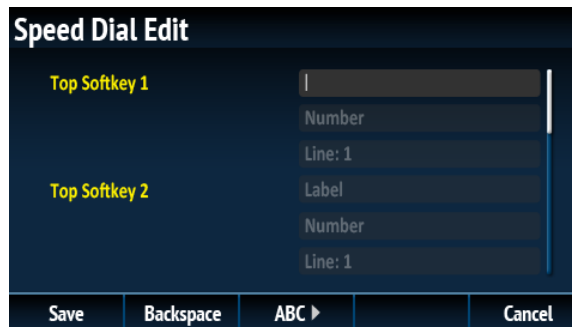 Speed Dial Edit
Top Softkey 1
Number
Line: 1
Top Softkey 2 Label
Number
Line: 1
Save Backspace ABC Cancel